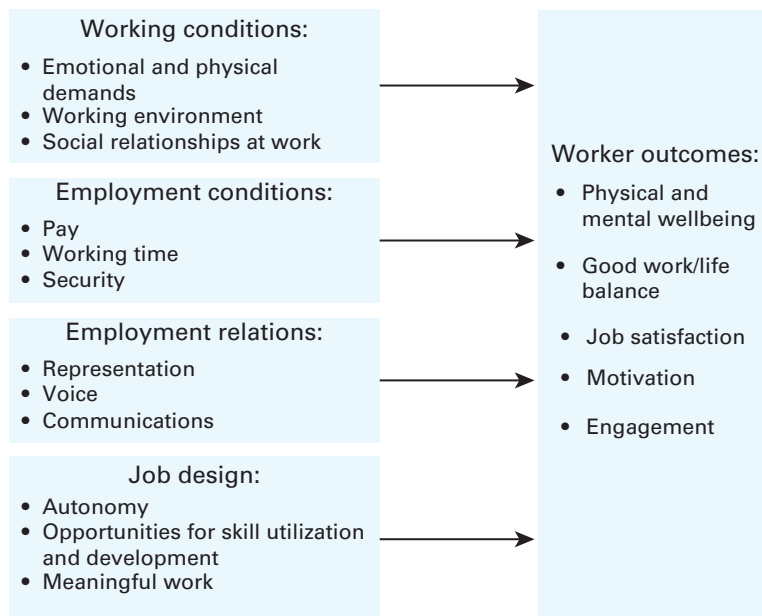 Working conditions:
• Emotional and physical
demands
• Working environment
• Social relationships at work
Employment conditions:
• Pay
• Working time
• Security
Employment relations:
• Representation
• Voice
• Communications
Job design:
• Autonomy
• Opportunities for skill utilization
and development
• Meaningful work
Worker outcomes:
• Physical and
mental wellbeing
• Good work/life
balance
• Job satisfaction
• Motivation
• Engagement